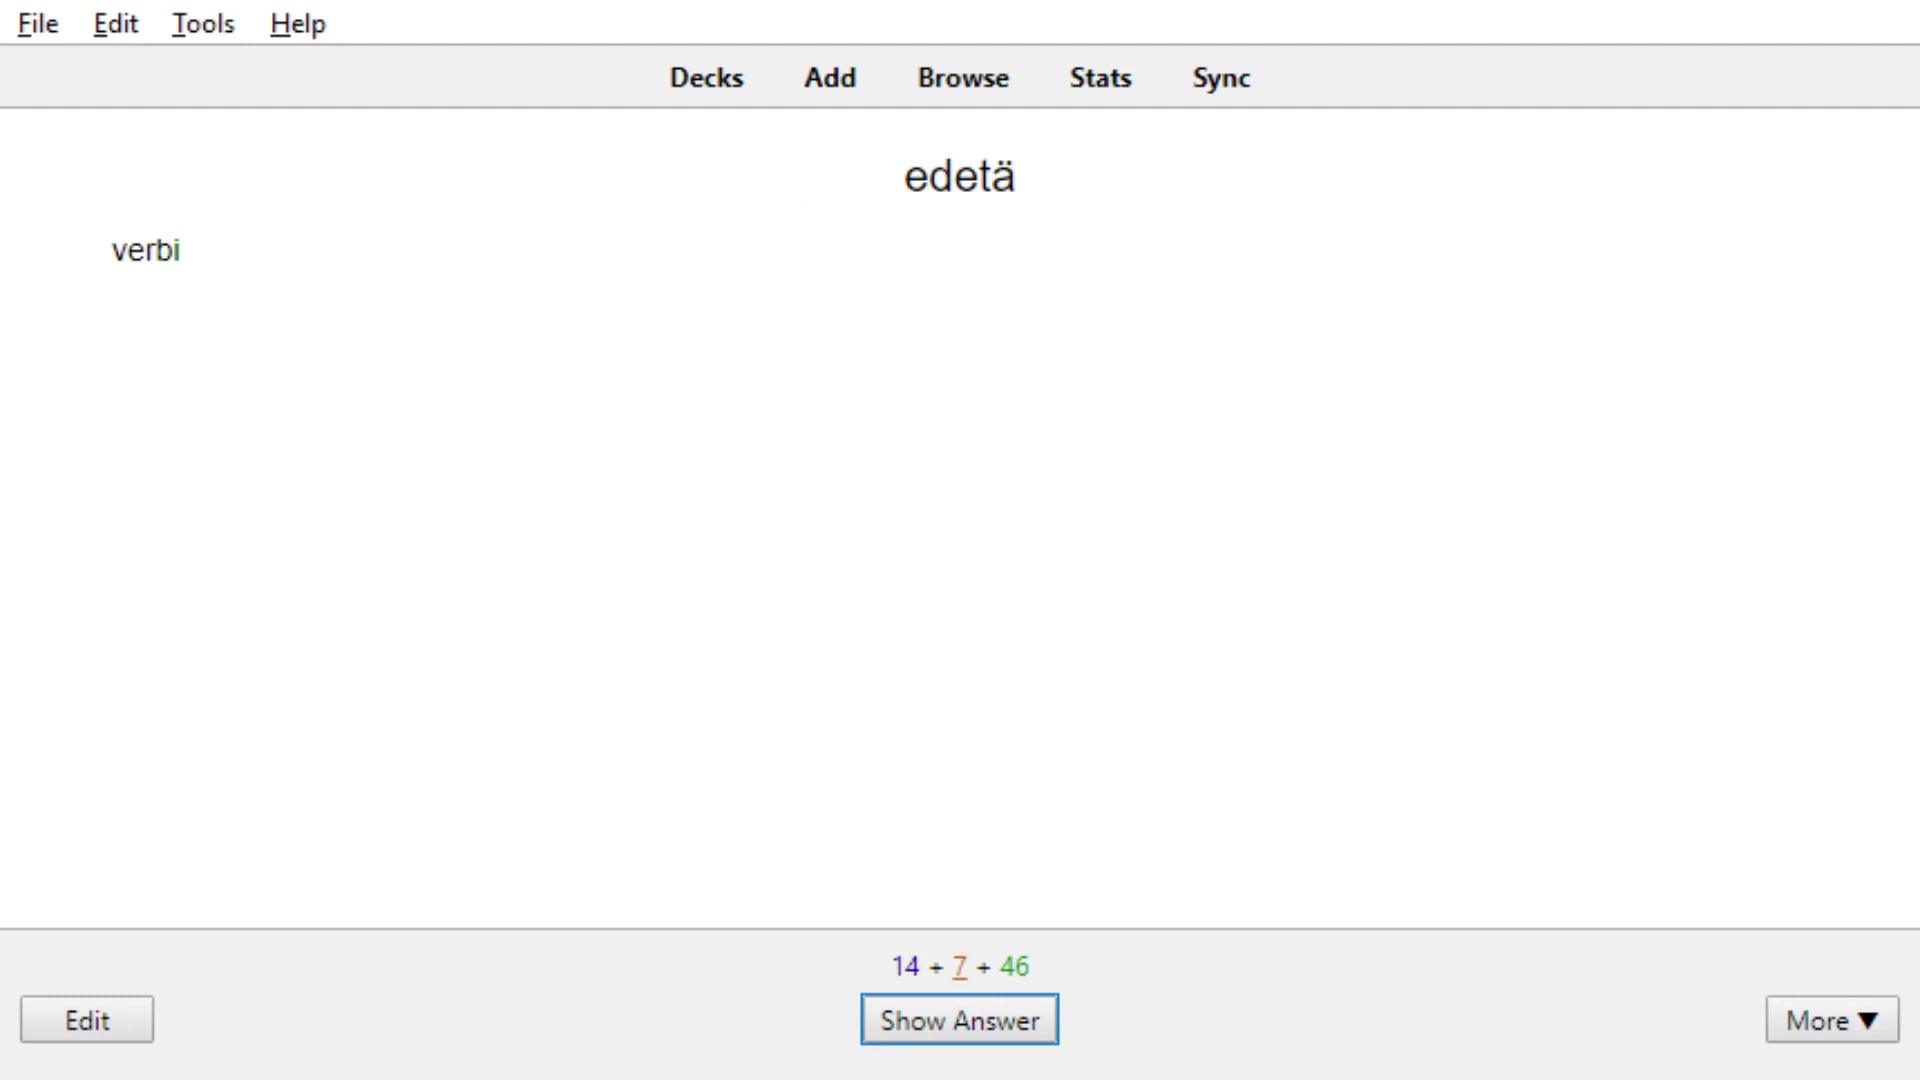 File Edit Tools Help
Decks Add Browse Stats Sync
edetä
verbi
14 + 7 + 46
Edit Show Answer More ▼